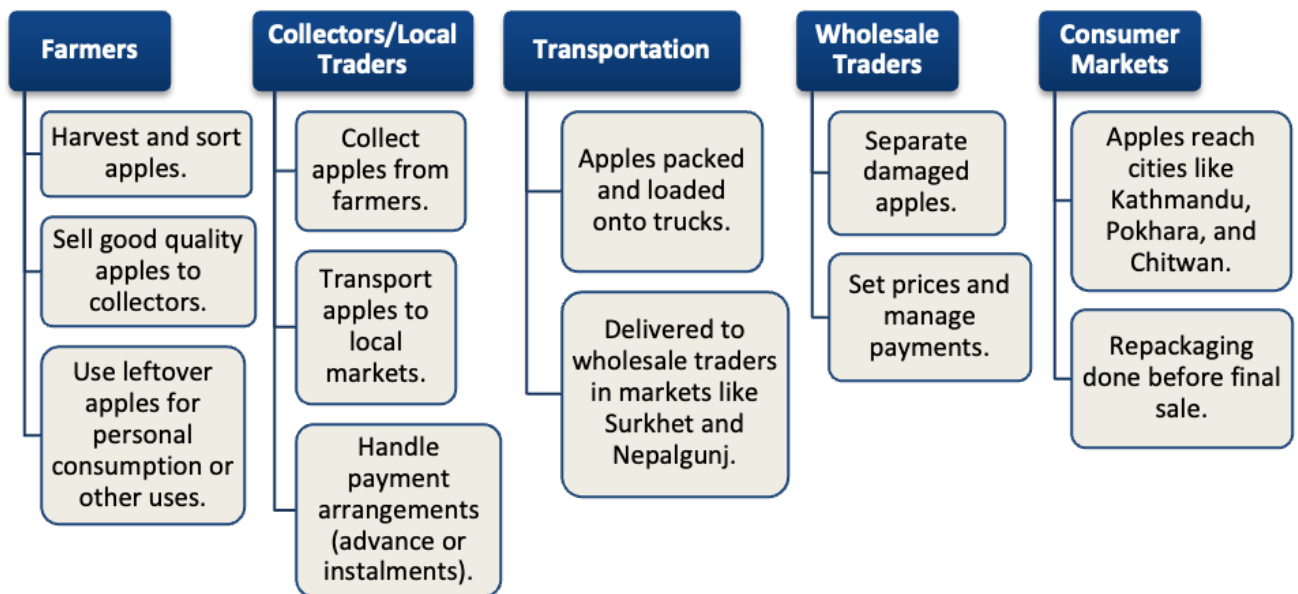 Farmers
Harvest and sort
apples.
Sell good quality
apples to
collectors.
Use leftover
apples for
personal
consumption or
other uses.
Collectors/Local
Traders
Collect
apples from
farmers.
Transport
apples to
local
markets.
Handle
payment
arrangements
(advance or
instalments).
Transportation
Apples packed
and loaded
onto trucks.
Delivered to
wholesale traders
in markets like
Surkhet and
Nepalgunj.
Wholesale
Traders
Separate
damaged
apples.
Set prices and
manage
payments.
Consumer
Markets
Apples reach
cities like
Kathmandu,
Pokhara, and
Chitwan.
Repackaging
done before final
sale.